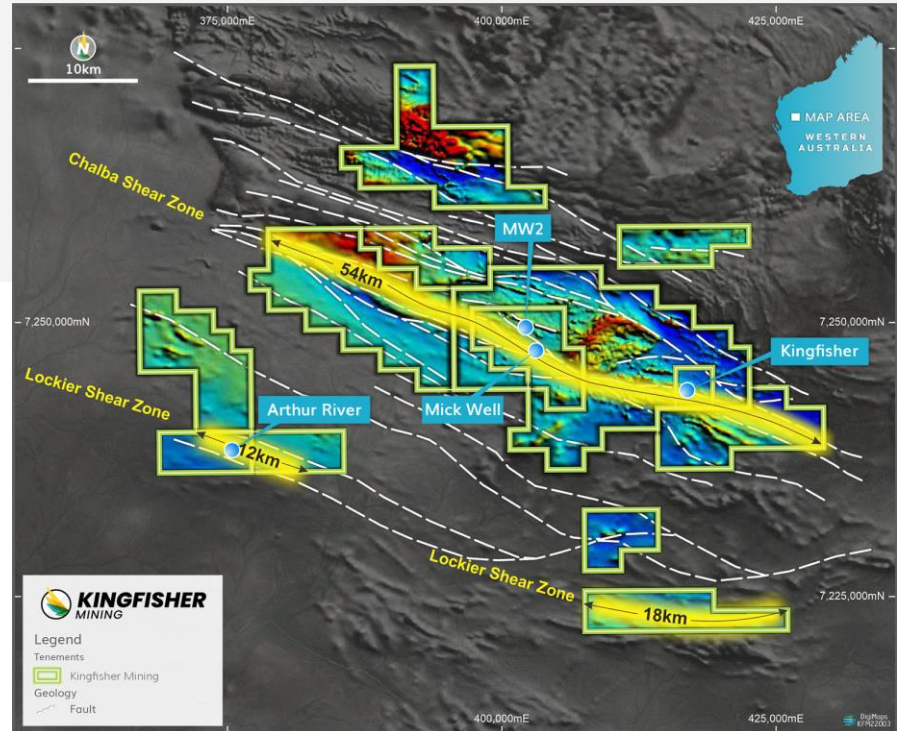 375,000mE
400,000mE
425,000mE
N
10km
MAP AREA
WESTERN
AUSTRALIA
Chalba Shear Zone
MW2
54km
7,250,000mN
7,250,000mN
Kingfisher
Lockier Shear Zone
Mick Well
Arthur River
12km
Lockier Shear Zone
KINGFISHER
MINING
18km
7,225,000mN
Legend
Tenements
Kingfisher Mining
Geology
Fault
400,000mE
425,000mE
DigiMaps
KFM22003